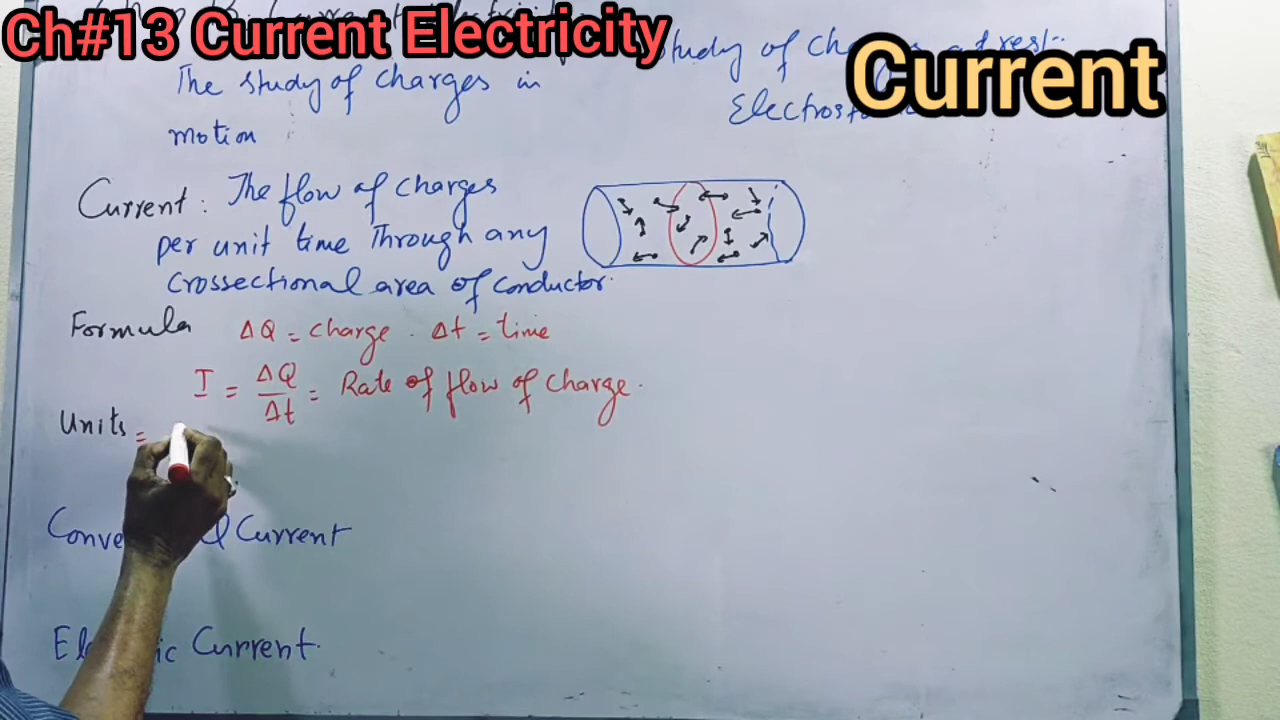 Ch#13 Current Electricity
Current
study of
The study of charges in
motion
Current : The flow of charges
per unit time Through any
crossectional area of conductor.
Formula ΔQ = charge . Δt = time
I = ΔQ/Δt = Rate of flow of charge.
Units =
Current
Current.